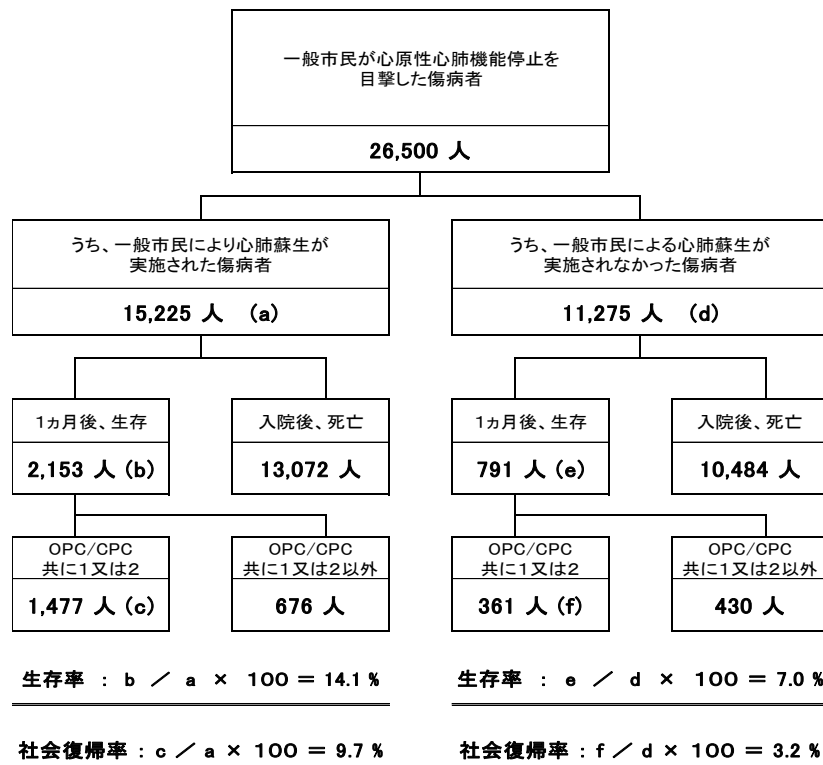 一般市民が心原性心肺機能停止を
目撃した傷病者
26,500 人
うち、一般市民により心肺蘇生が
実施された傷病者
15,225 人 (a)
うち、一般市民による心肺蘇生が
実施されなかった傷病者
11,275 人 (d)
1ヵ月後、生存
2,153 人 (b)
入院後、死亡
13,072 人
1ヵ月後、生存
791 人 (e)
入院後、死亡
10,484 人
OPC/CPC
共に1又は2
1,477 人 (c)
OPC/CPC
共に1又は2以外
676 人
OPC/CPC
共に1又は2
361 人 (f)
OPC/CPC
共に1又は2以外
430 人
生存率 : b / a × 100 = 14.1 %
生存率 : e / d × 100 = 7.0 %
社会復帰率 : c / a × 100 = 9.7 %
社会復帰率 : f / d × 100 = 3.2 %